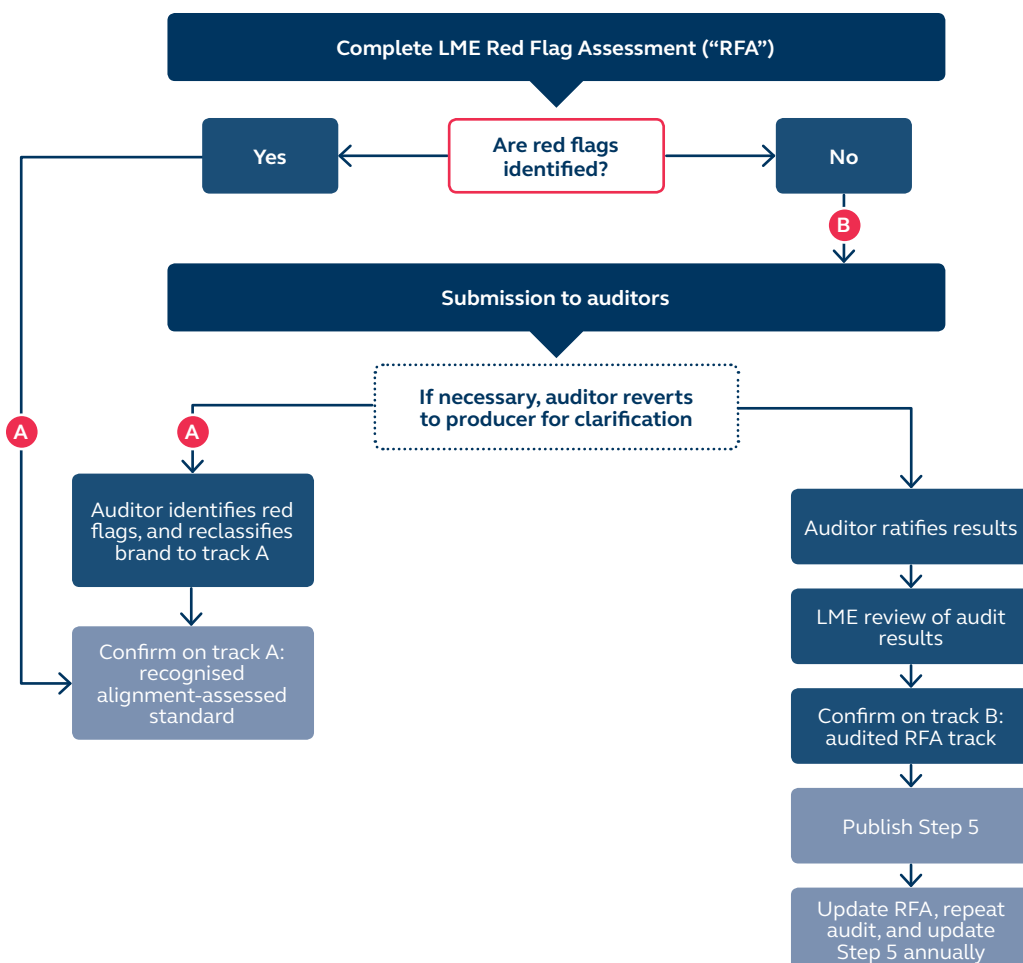 Complete LME Red Flag Assessment (“RFA”)
Yes
Are red flags
identified?
No
B
Submission to auditors
If necessary, auditor reverts
to producer for clarification
A
A
Auditor identifies red
flags, and reclassifies
brand to track A
Confirm on track A:
recognised
alignment-assessed
standard
Auditor ratifies results
LME review of audit
results
Confirm on track B:
audited RFA track
Publish Step 5
Update RFA, repeat
audit, and update
Step 5 annually